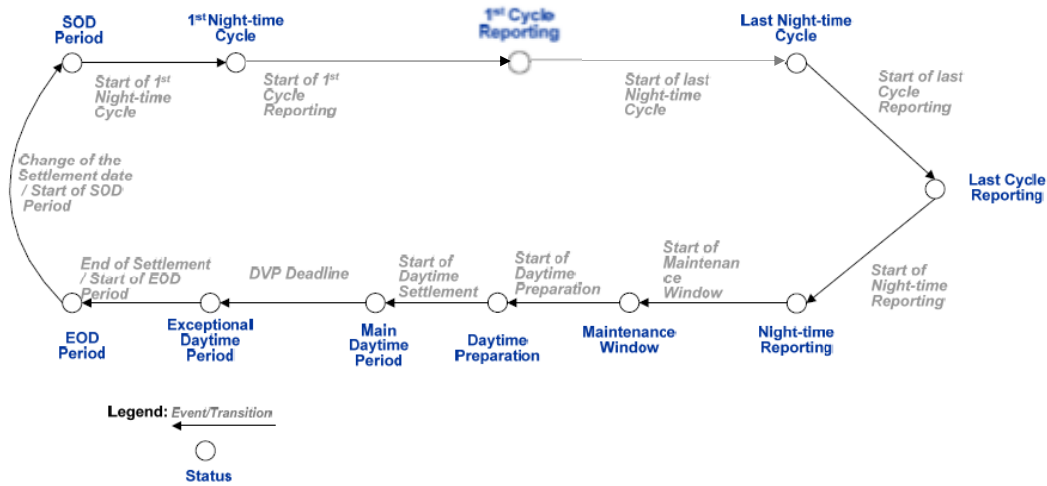 SOD
Period
1st Night-time
Cycle
1st Cycle
Reporting
Last Night-time
Cycle
Start of 1st
Night-time
Cycle
Start of 1st
Cycle
Reporting
Start of last
Night-time
Cycle
Start of last
Cycle
Reporting
Change of the
Settlement date
/ Start of SOD
Period
Last Cycle
Reporting
End of Settlement
/ Start of EOD
Period
DVP Deadline
Start of
Daytime
Settlement
Start of
Daytime
Preparation
Start of
Maintenan
ce
Window
Start of
Night-time
Reporting
EOD
Period
Exceptional
Daytime
Period
Main
Daytime
Period
Daytime
Preparation
Maintenance
Window
Night-time
Reporting
Legend: Event/Transition
Status